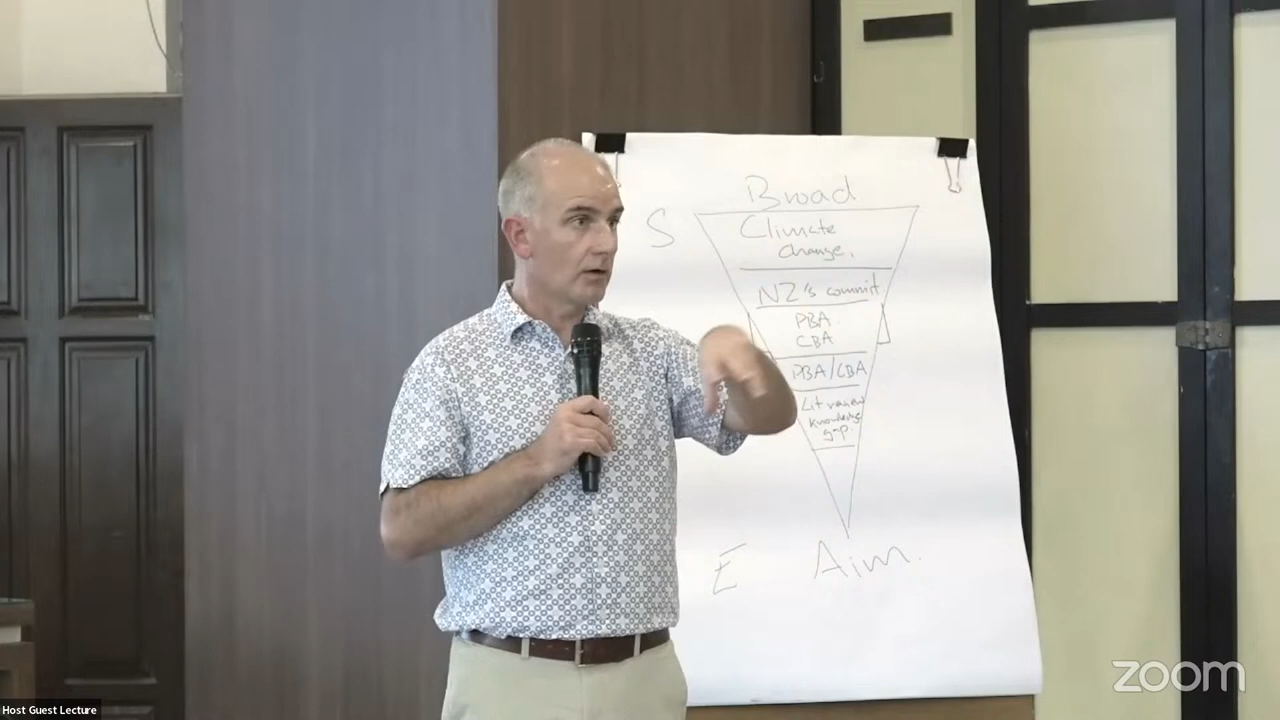 Broad
S
Climate
change.
NZ's commit
PBA
CBA
PBA/CBA
Lit review
knowledge
gap
E
Aim.
zoom
Host Guest Lecture